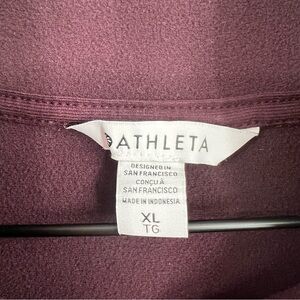 ATHLETA
DESIGNED IN
SAN FRANCISCO
CONÇU À
SAN FRANCISCO
MADE IN INDONESIA
XL
TG